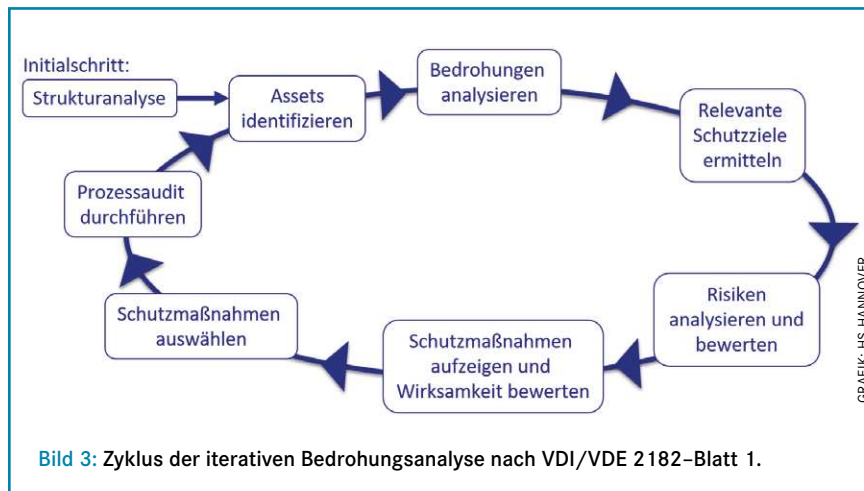 Initialschritt:
Strukturanalyse
Assets
identifizieren
Bedrohungen
analysieren
Relevante
Schutzziele
ermitteln
Risiken
analysieren und
bewerten
Schutzmaßnahmen
aufzeigen und
Wirksamkeit bewerten
Schutzmaßnahmen
auswählen
Prozessaudit
durchführen
GRAFIK: HS HANNOVER
Bild 3: Zyklus der iterativen Bedrohungsanalyse nach VDI/VDE 2182–Blatt 1.